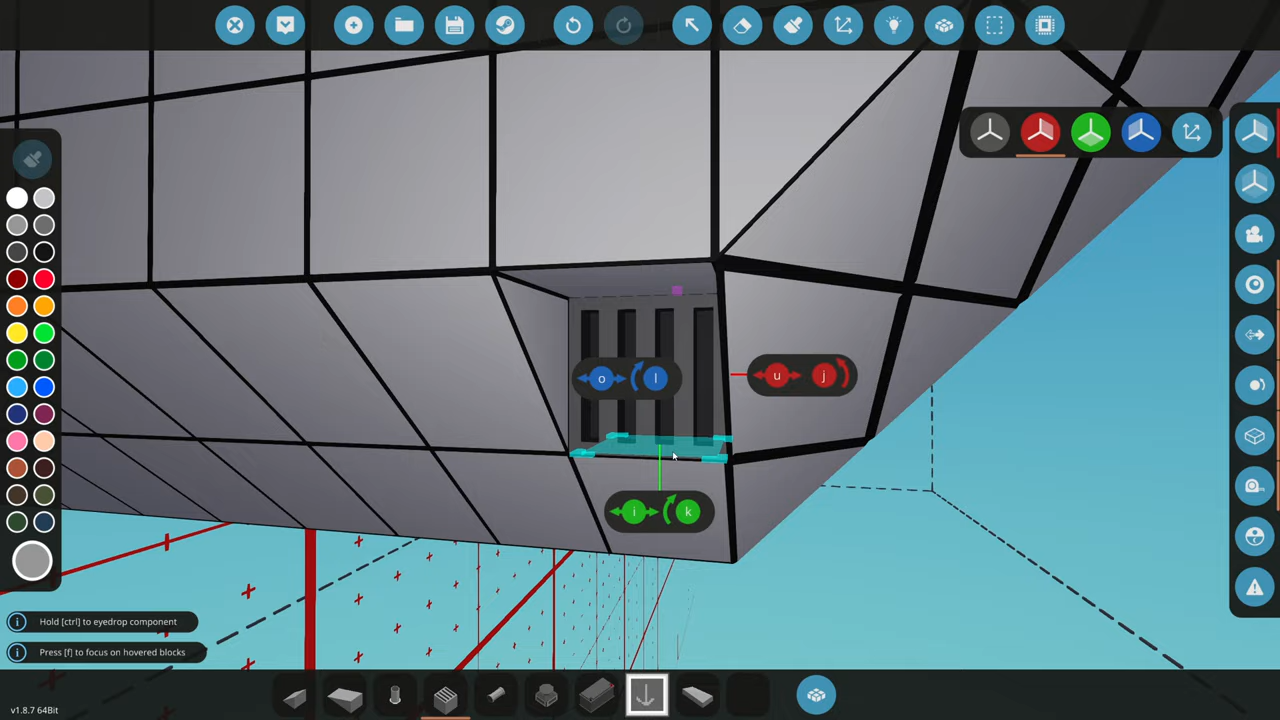 o l
u j
i k
Hold [ctrl] to eyedrop component
Press [f] to focus on hovered blocks
v1.8.7 64Bit